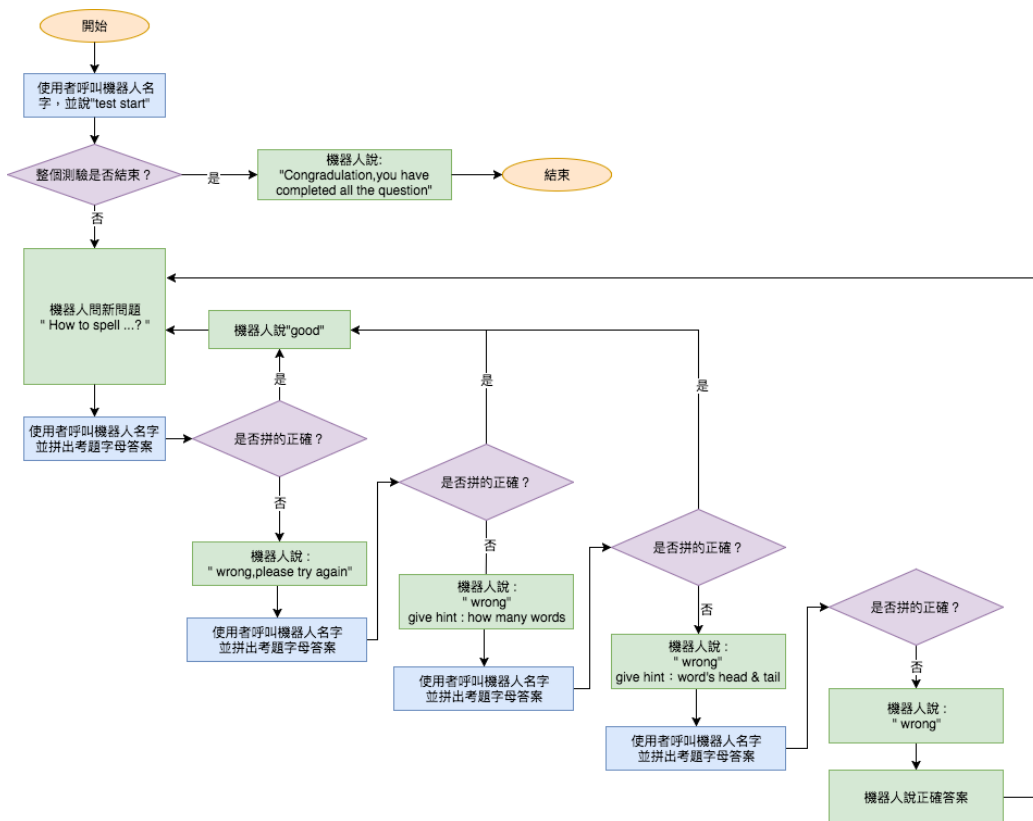 開始
使用者呼叫機器人名
字，並說"test start"
整個測驗是否結束？
是
機器人說:
"Congradulation,you have
completed all the question"
結束
否
機器人問新問題
" How to spell ...? "
機器人說"good"
是
是
是
使用者呼叫機器人名字
並拼出考題字母答案
是否拼的正確？
否
機器人說 :
" wrong,please try again"
使用者呼叫機器人名字
並拼出考題字母答案
是否拼的正確？
否
機器人說 :
" wrong"
give hint : how many words
使用者呼叫機器人名字
並拼出考題字母答案
是否拼的正確？
否
機器人說 :
" wrong"
give hint：word's head & tail
使用者呼叫機器人名字
並拼出考題字母答案
是否拼的正確？
否
機器人說 :
" wrong"
機器人說正確答案